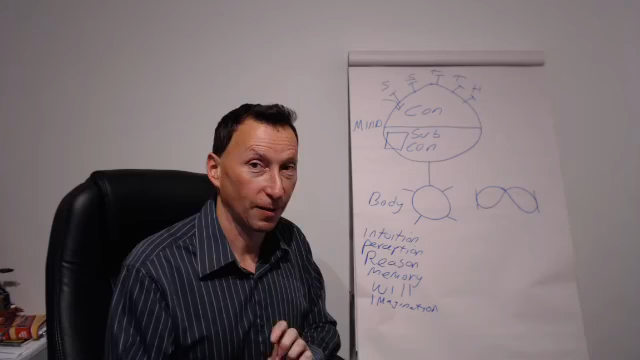 S S T T H
Con
Mind
Sub
Con
Body
Intuition
perception
Reason
memory
Will
Imagination